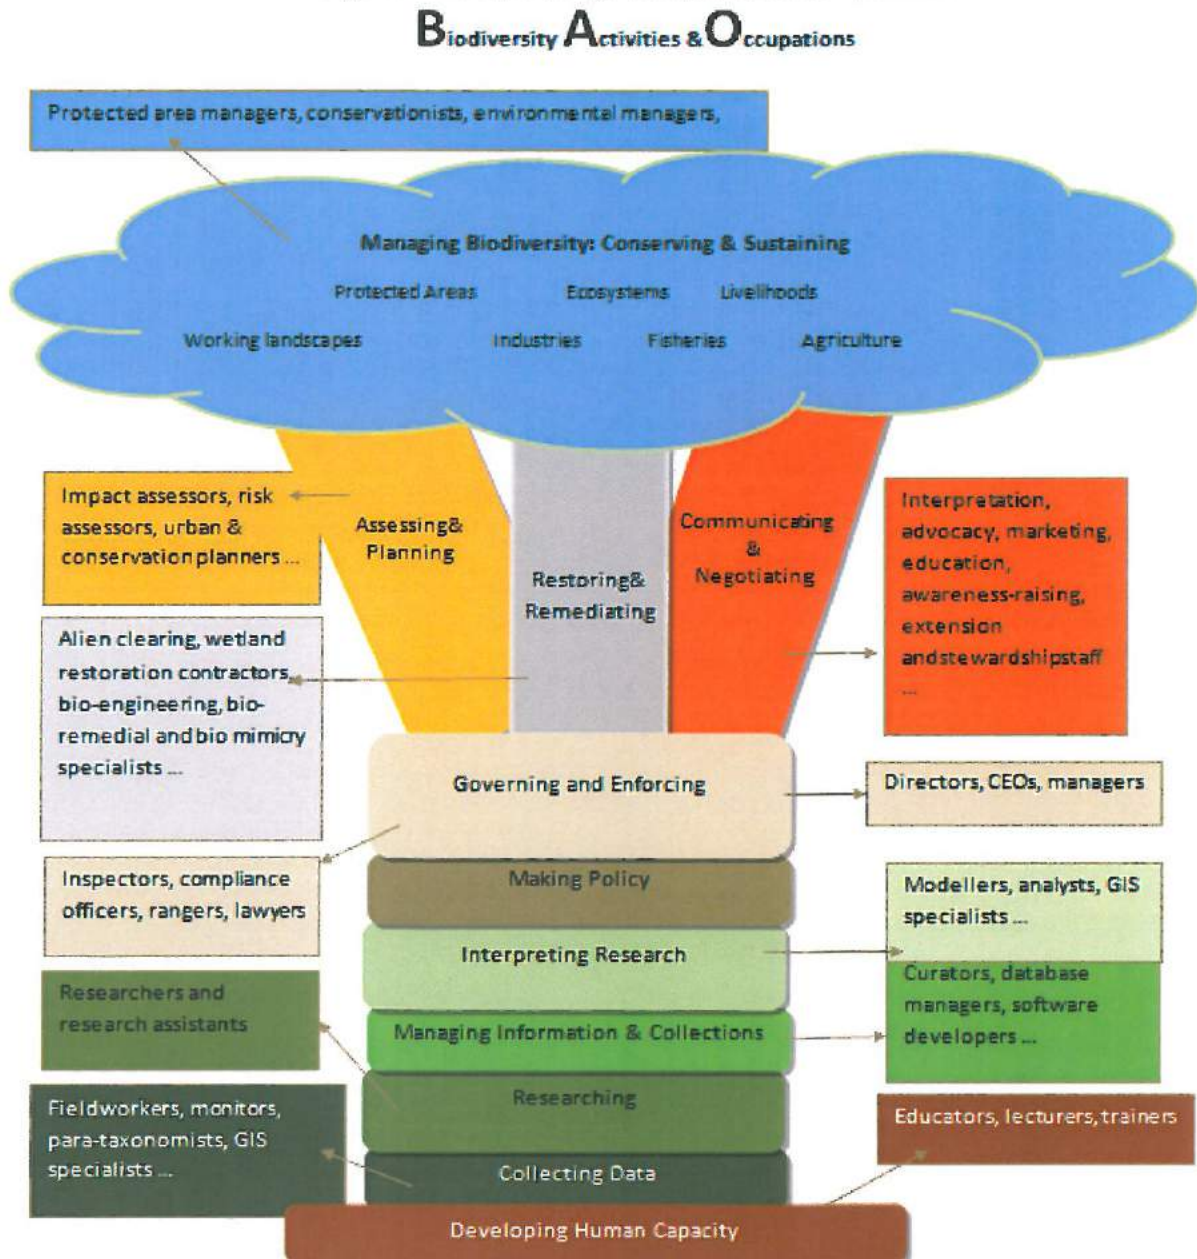 Biodiversity Activities & Occupations
Protected area managers, conservationists, environmental managers,
Managing Biodiversity: Conserving & Sustaining
Protected Areas Ecosystems Livelihoods
Working landscapes Industries Fisheries Agriculture
Impact assessors, risk
assessors, urban &
conservation planners ...
Assessing&
Planning
Restoring&
Remediating
Communicating
&
Negotiating
Interpretation,
advocacy, marketing,
education,
awareness-raising,
extension
andstewardshipstaff
...
Alien clearing, wetland
restoration contractors,
bio-engineering, bio-
remedial and bio mimicry
specialists ...
Governing and Enforcing
Directors, CEOs, managers
Inspectors, compliance
officers, rangers, lawyers
Making Policy
Modellers, analysts, GIS
specialists ...
Interpreting Research
Curators, database
managers, software
developers ...
Researchers and
research assistants
Managing Information & Collections
Researching
Fieldworkers, monitors,
para-taxonomists, GIS
specialists ...
Educators, lecturers, trainers
Collecting Data
Developing Human Capacity